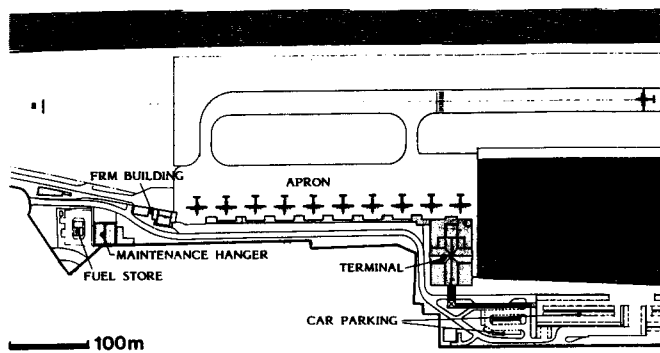 FRM BUILDING
APRON
MAINTENANCE HANGER
FUEL STORE
TERMINAL
CAR PARKING
100m